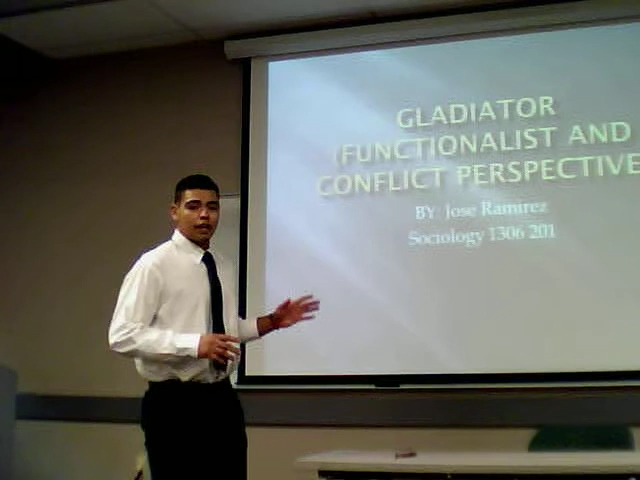 GLADIATOR
(FUNCTIONALIST AND
CONFLICT PERSPECTIVE
BY Jose Ramirez
Sociology 1306 201